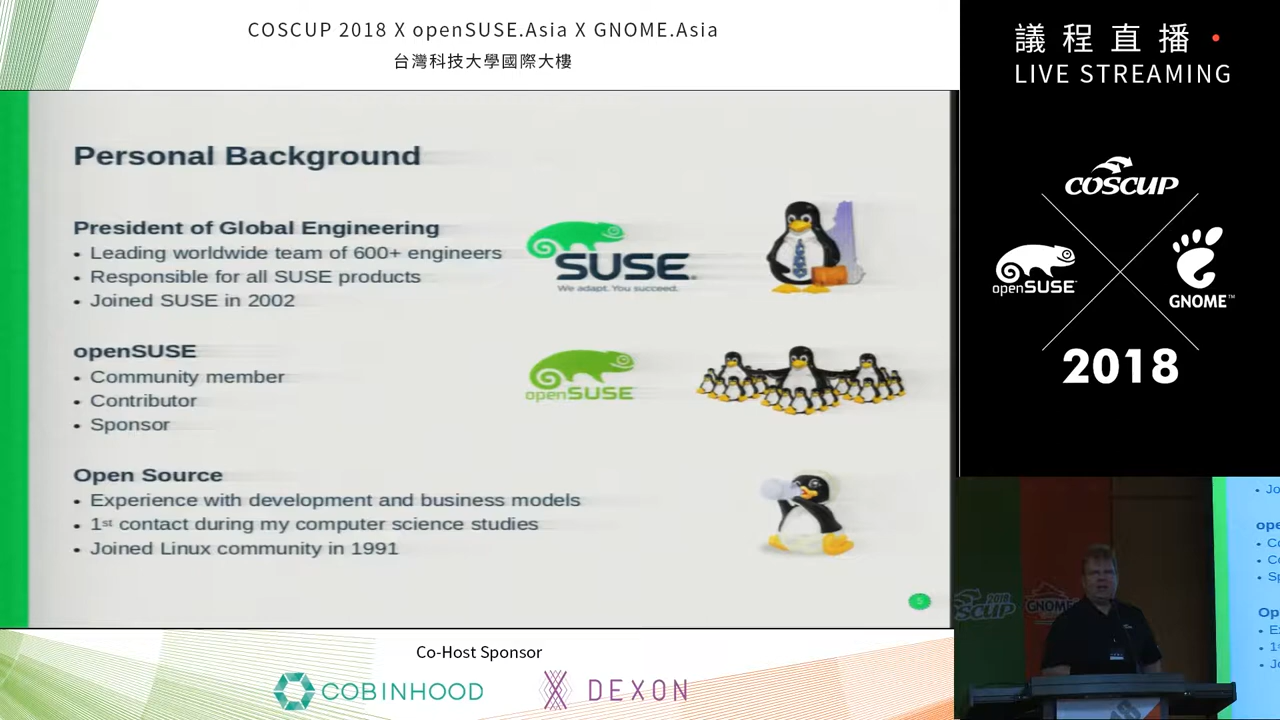 COSCUP 2018 X openSUSE.Asia X GNOME.Asia
台灣科技大學國際大樓
Personal Background
President of Global Engineering
• Leading worldwide team of 600+ engineers
• Responsible for all SUSE products
• Joined SUSE in 2002
SUSE
We adapt. You succeed.
openSUSE
• Community member
• Contributor
• Sponsor
openSUSE
Open Source
• Experience with development and business models
• 1st contact during my computer science studies
• Joined Linux community in 1991
5
Co-Host Sponsor
COBINHOOD
DEXON
議程直播
LIVE STREAMING
COSCUP
openSUSE
GNOME™
2018
2018
GNOME